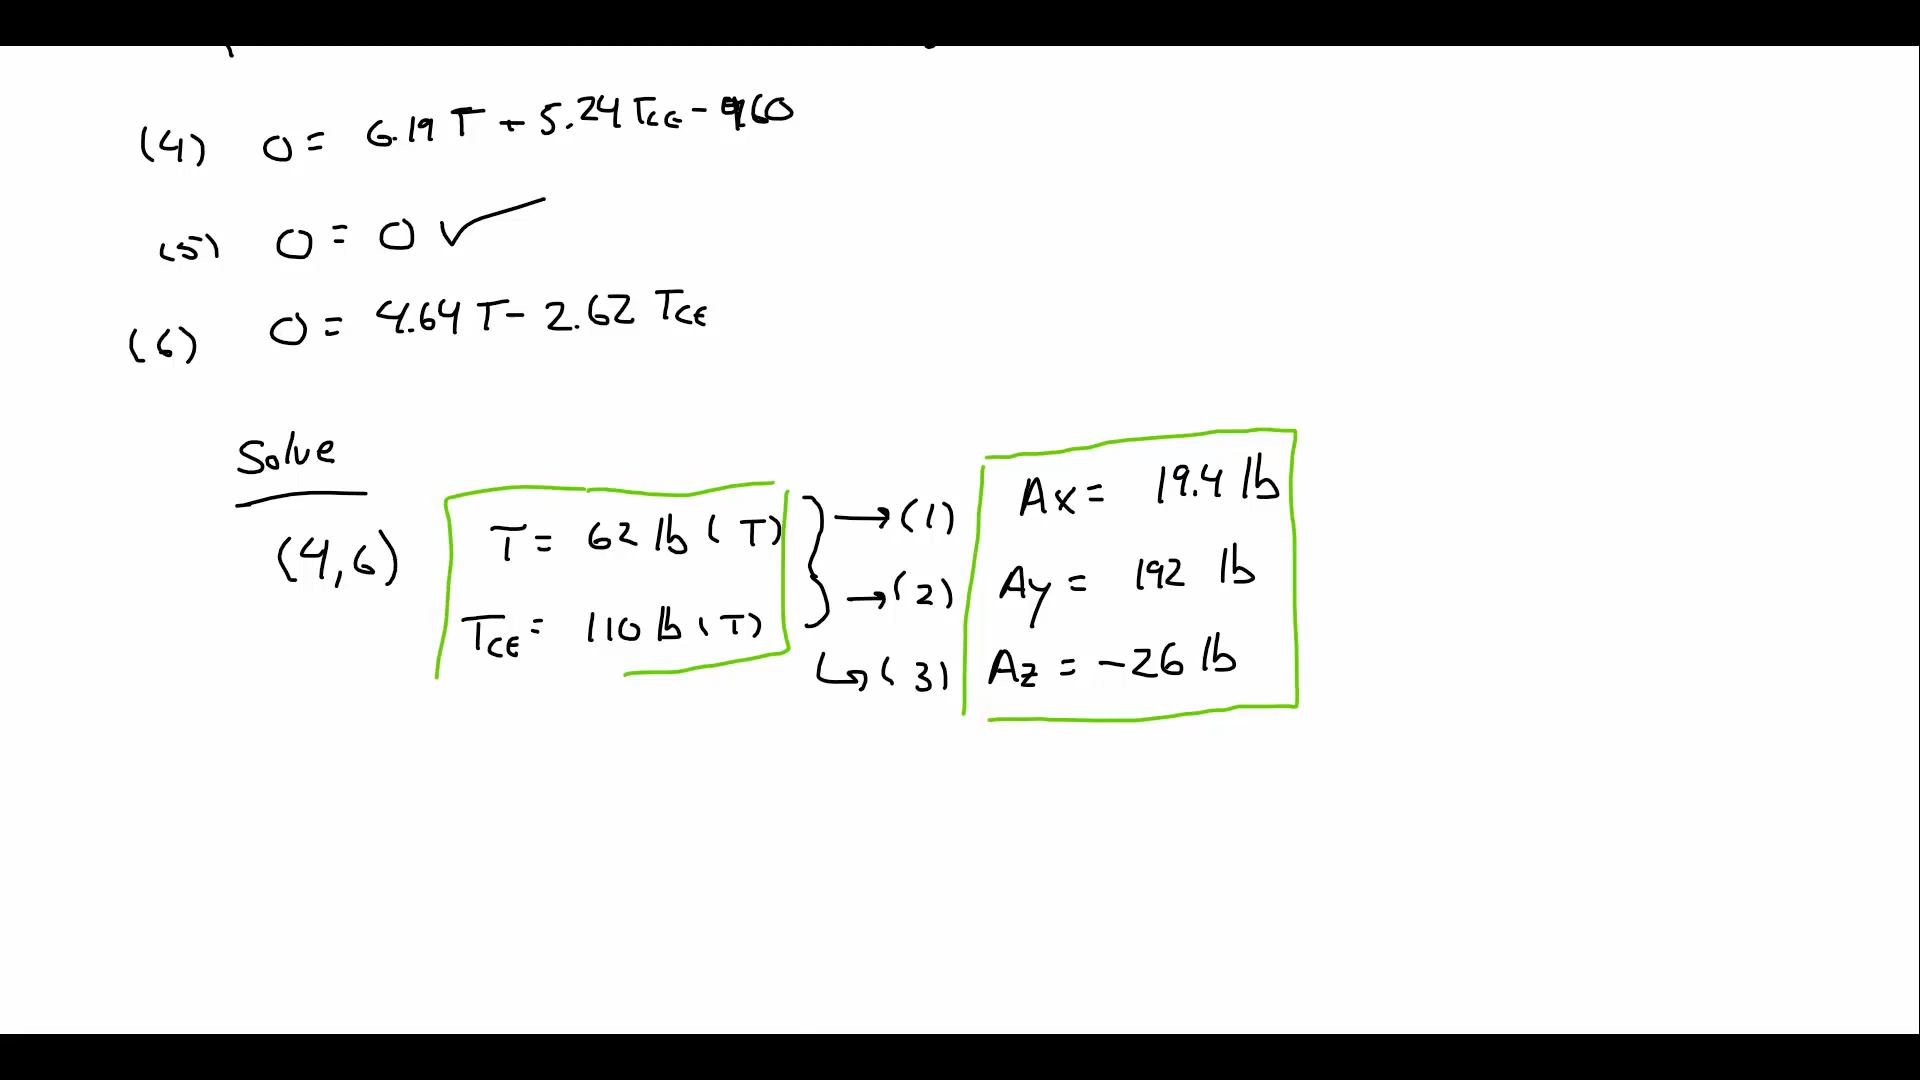 (4) 0 = 6.19 T + 5.24 TCE - 960
(5) 0 = 0 ✓
(6) 0 = 4.64 T - 2.62 TCE
Solve
(4,6) T = 62 lb (T) → (1) Ax = 19.4 lb
→ (2) Ay = 192 lb
TCE = 110 lb (T)
↳ (3) Az = -26 lb